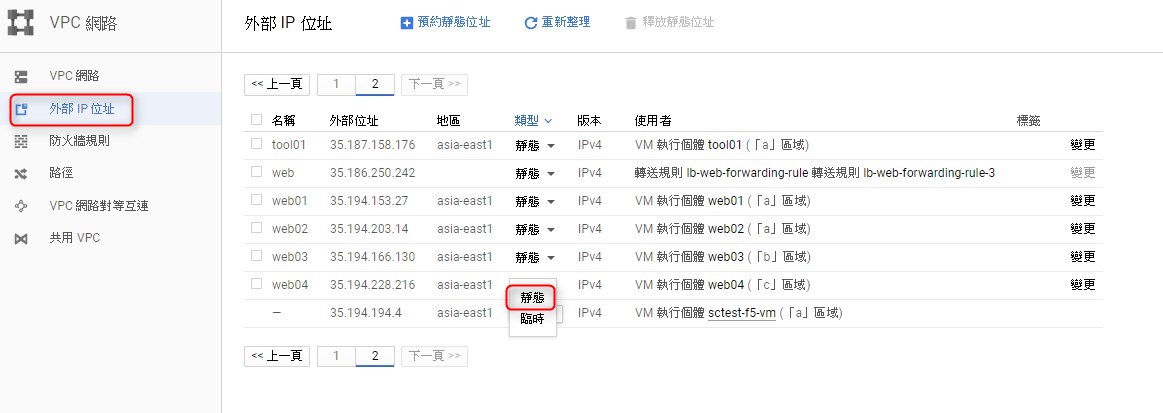 VPC 網路
外部 IP 位址 預約靜態位址 重新整理 釋放靜態位址
VPC 網路
外部 IP 位址
防火牆規則
路徑
VPC 網路對等互連
共用 VPC
<< 上一頁 1 2 下一頁 >>
名稱 外部位址 地區 類型 版本 使用者 標籤
tool01 35.187.158.176 asia-east1 靜態 IPv4 VM 執行個體 tool01 (「a」區域) 變更
web 35.186.250.242 靜態 IPv4 轉送規則 lb-web-forwarding-rule 轉送規則 lb-web-forwarding-rule-3 變更
web01 35.194.153.27 asia-east1 靜態 IPv4 VM 執行個體 web01 (「a」區域) 變更
web02 35.194.203.14 asia-east1 靜態 IPv4 VM 執行個體 web02 (「a」區域) 變更
web03 35.194.166.130 asia-east1 靜態 IPv4 VM 執行個體 web03 (「b」區域) 變更
web04 35.194.228.216 asia-east1 IPv4 VM 執行個體 web04 (「c」區域) 變更
靜態
— 35.194.194.4 asia-east1 IPv4 VM 執行個體 sctest-f5-vm (「a」區域)
臨時
<< 上一頁 1 2 下一頁 >>